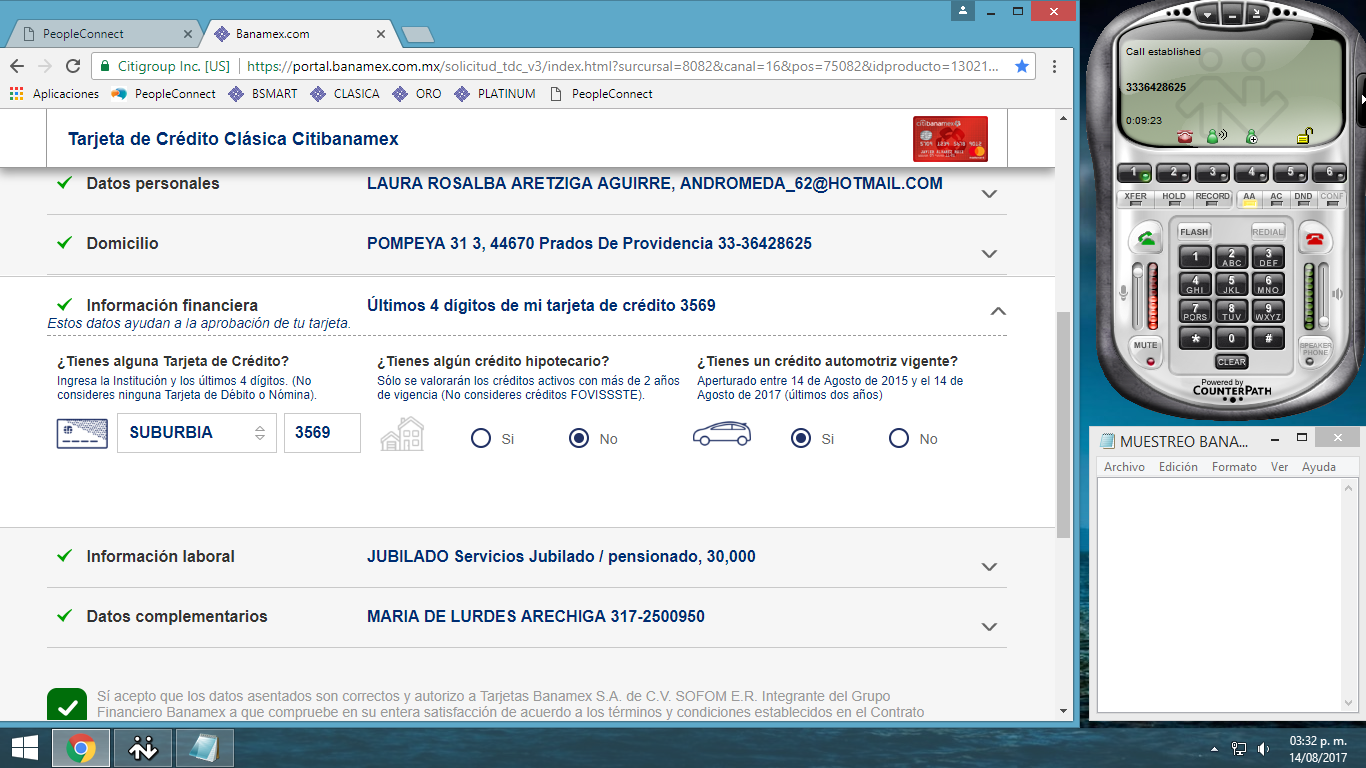 PeopleConnect
Banamex.com
Citigroup Inc. [US]
https://portal.banamex.com.mx/solicitud_tdc_v3/index.html?surcursal=8082&canal=16&pos=75082&idproducto=13021...
Aplicaciones PeopleConnect BSMART CLASICA ORO PLATINUM PeopleConnect
Tarjeta de Crédito Clásica Citibanamex
citibanamex
Datos personales
LAURA ROSALBA ARETZIGA AGUIRRE, ANDROMEDA_62@HOTMAIL.COM
Domicilio
POMPEYA 31 3, 44670 Prados De Providencia 33-36428625
Información financiera
Últimos 4 dígitos de mi tarjeta de crédito 3569
Estos datos ayudan a la aprobación de tu tarjeta.
¿Tienes alguna Tarjeta de Crédito?
Ingresa la Institución y los últimos 4 dígitos. (No
consideres ninguna Tarjeta de Débito o Nómina).
SUBURBIA
3569
¿Tienes algún crédito hipotecario?
Sólo se valorarán los créditos activos con más de 2 años
de vigencia (No consideres créditos FOVISSSTE).
Si No
¿Tienes un crédito automotriz vigente?
Aperturado entre 14 de Agosto de 2015 y el 14 de
Agosto de 2017 (últimos dos años)
Si No
Información laboral
JUBILADO Servicios Jubilado / pensionado, 30,000
Datos complementarios
MARIA DE LURDES ARECHIGA 317-2500950
Sí acepto que los datos asentados son correctos y autorizo a Tarjetas Banamex S.A. de C.V. SOFOM E.R. Integrante del Grupo
Financiero Banamex a que compruebe en su entera satisfacción de acuerdo a los términos y condiciones establecidos en el Contrato
Call established
3336428625
0:09:23
1 2 3 4 5 6
XFER HOLD RECORD AA AC DND CONF
FLASH REDIAL
1 2 ABC 3 DEF
4 GHI 5 JKL 6 MNO
7 PQRS 8 TUV 9 WXYZ
* 0 #
MUTE
CLEAR
SPEAKER
PHONE
Powered by
COUNTERPATH
MUESTREO BANA...
Archivo Edición Formato Ver Ayuda
03:32 p. m.
14/08/2017